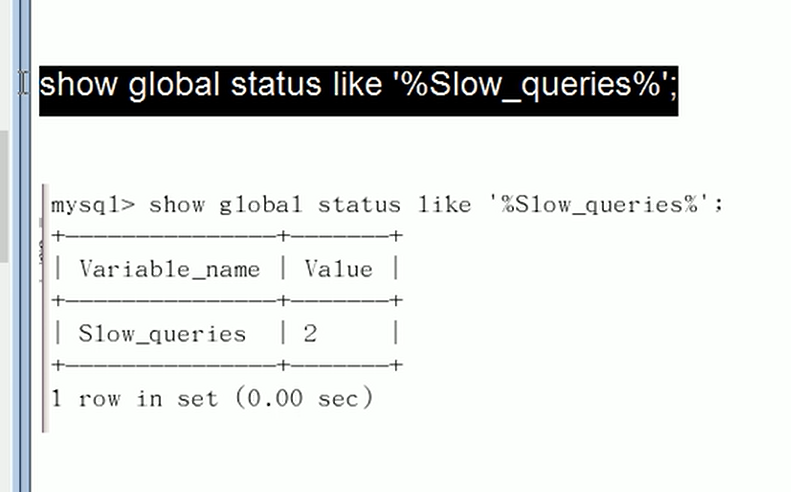 show global status like '%Slow_queries%';
mysql> show global status like '%Slow_queries%';
+---------------+-------+
| Variable_name | Value |
+---------------+-------+
| Slow_queries | 2 |
+---------------+-------+
1 row in set (0.00 sec)